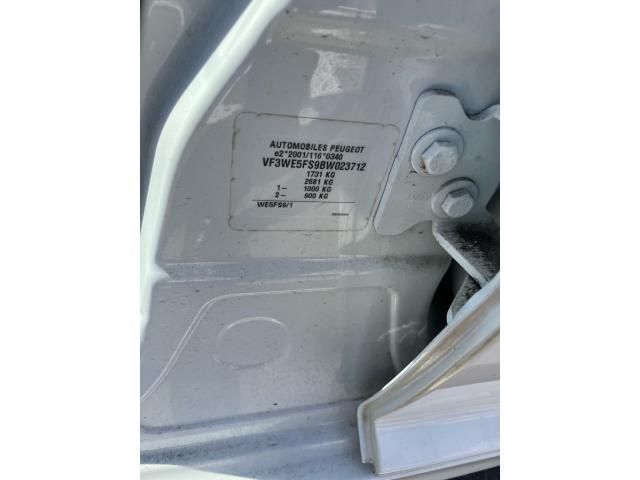 AUTOMOBILES PEUGEOT
e2*2001/116*0340
VF3WE5FS9BW023712
1731 KG
2681 KG
1- 1000 KG
2- 900 KG
WE5FS9/1